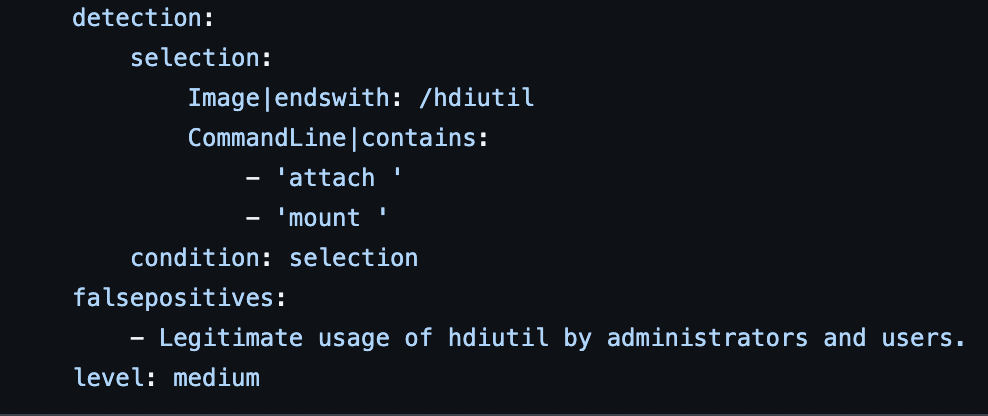 detection:
    selection:
        Image|endswith: /hdiutil
        CommandLine|contains:
            - 'attach '
            - 'mount '
    condition: selection
falsepositives:
    - Legitimate usage of hdiutil by administrators and users.
level: medium